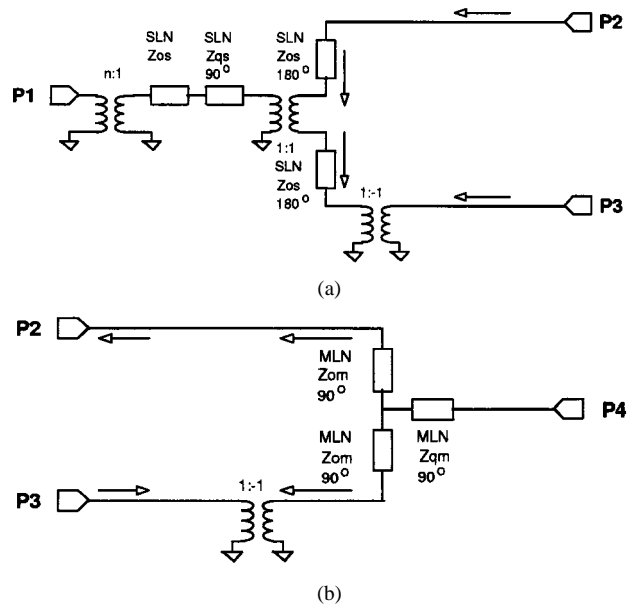 P1
n:1
SLN
Zos
SLN
Zqs
90°
SLN
Zos
180°
1:1
SLN
Zos
180°
1:-1
P2
P3
(a)
P2
MLN
Zom
90°
MLN
Zqm
90°
P4
MLN
Zom
90°
1:-1
P3
(b)